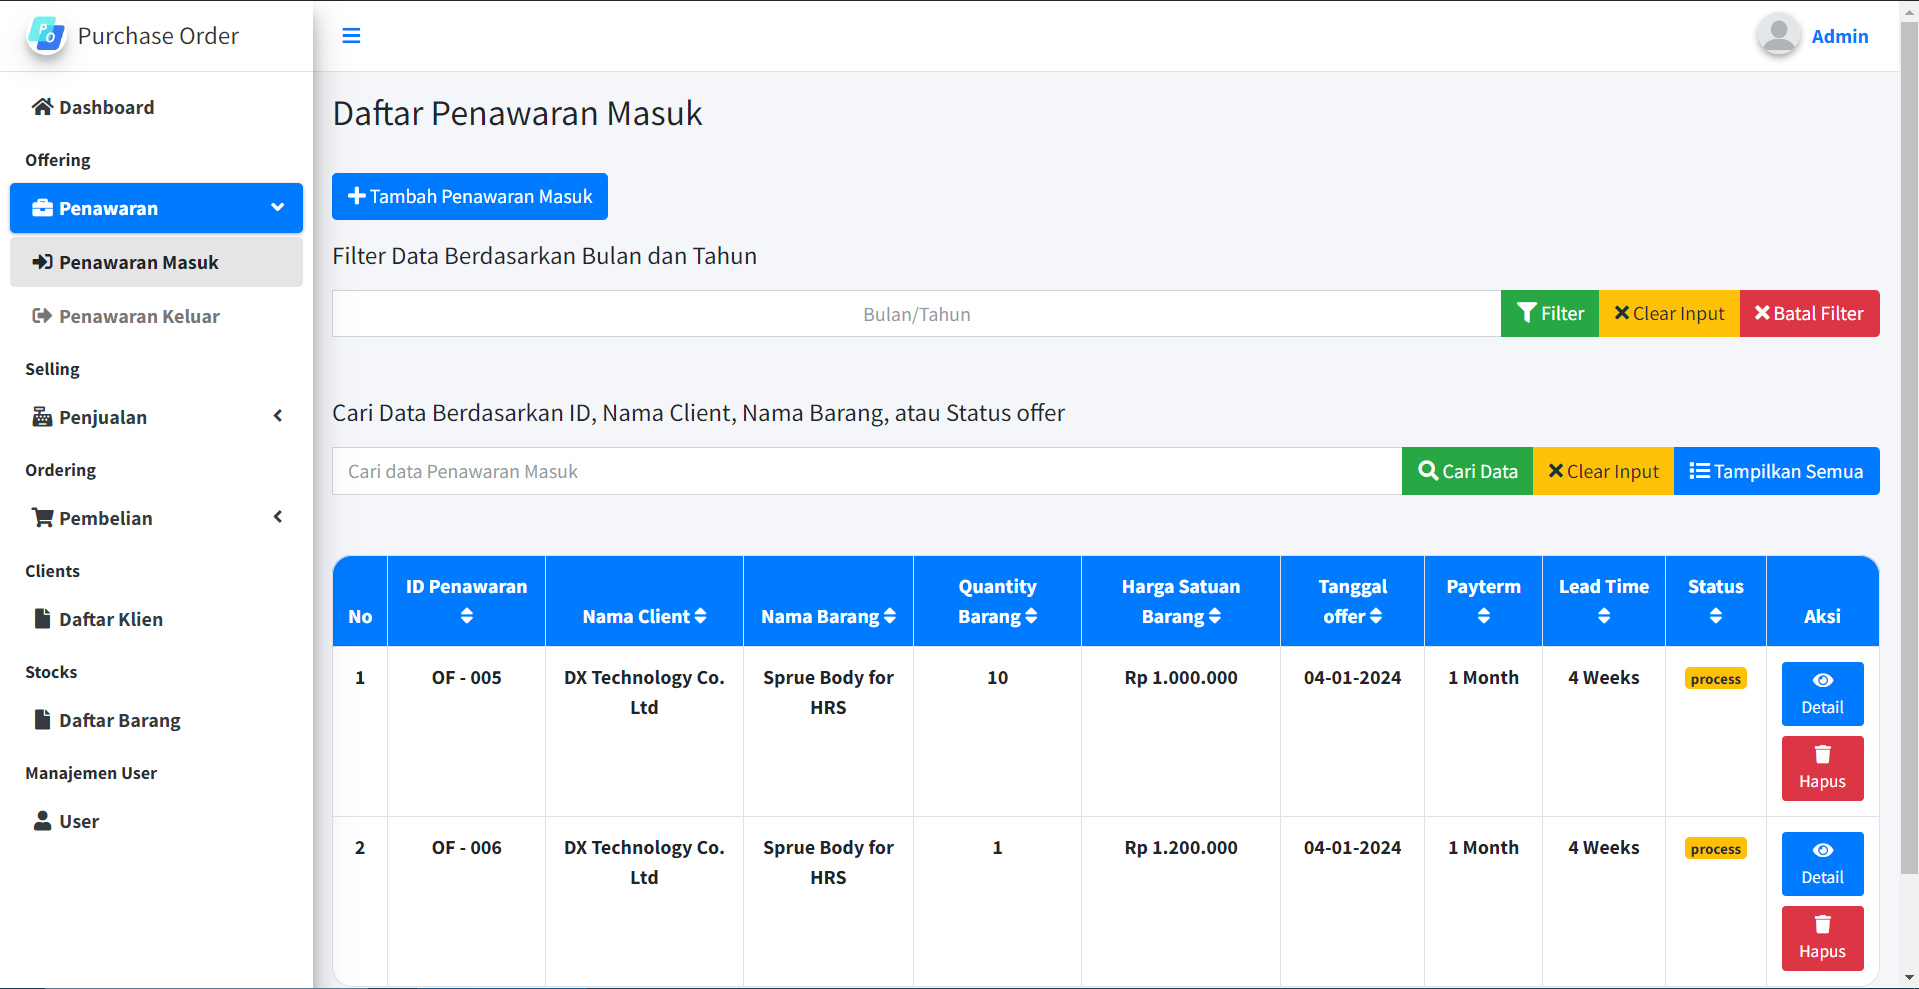 PO Purchase Order
Admin
Dashboard
Offering
Penawaran
Penawaran Masuk
Penawaran Keluar
Selling
Penjualan
Ordering
Pembelian
Clients
Daftar Klien
Stocks
Daftar Barang
Manajemen User
User
Daftar Penawaran Masuk
Tambah Penawaran Masuk
Filter Data Berdasarkan Bulan dan Tahun
Bulan/Tahun Filter Clear Input Batal Filter
Cari Data Berdasarkan ID, Nama Client, Nama Barang, atau Status offer
Cari data Penawaran Masuk Cari Data Clear Input Tampilkan Semua
No
ID Penawaran
Nama Client
Nama Barang
Quantity
Barang
Harga Satuan
Barang
Tanggal
offer
Payterm
Lead Time
Status
Aksi
1
OF - 005
DX Technology Co.
Ltd
Sprue Body for
HRS
10
Rp 1.000.000
04-01-2024
1 Month
4 Weeks
process
Detail
Hapus
2
OF - 006
DX Technology Co.
Ltd
Sprue Body for
HRS
1
Rp 1.200.000
04-01-2024
1 Month
4 Weeks
process
Detail
Hapus